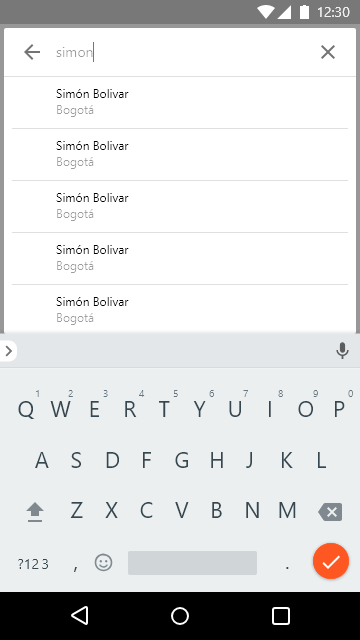 12:30
simon
Simón Bolivar
Bogotá
Simón Bolivar
Bogotá
Simón Bolivar
Bogotá
Simón Bolivar
Bogotá
Simón Bolivar
Bogotá
1 2 3 4 5 6 7 8 9 0
Q W E R T Y U I O P
A S D F G H J K L
Z X C V B N M
?123 , .